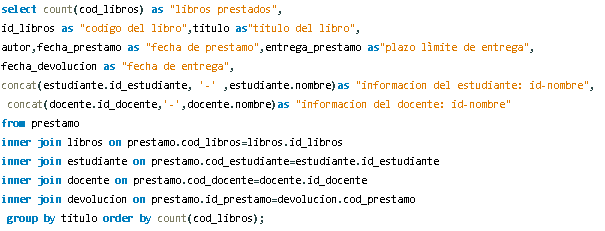 select count(cod_libros) as "libros prestados",
id_libros as "codigo del libro",titulo as"titulo del libro",
autor,fecha_prestamo as "fecha de prestamo",entrega_prestamo as"plazo lìmite de entrega",
fecha_devolucion as "fecha de entrega",
concat(estudiante.id_estudiante, '-' ,estudiante.nombre)as "informacion del estudiante: id-nombre",
concat(docente.id_docente,'-',docente.nombre)as "informacion del docente: id-nombre"
from prestamo
inner join libros on prestamo.cod_libros=libros.id_libros
inner join estudiante on prestamo.cod_estudiante=estudiante.id_estudiante
inner join docente on prestamo.cod_docente=docente.id_docente
inner join devolucion on prestamo.id_prestamo=devolucion.cod_prestamo
group by titulo order by count(cod_libros);